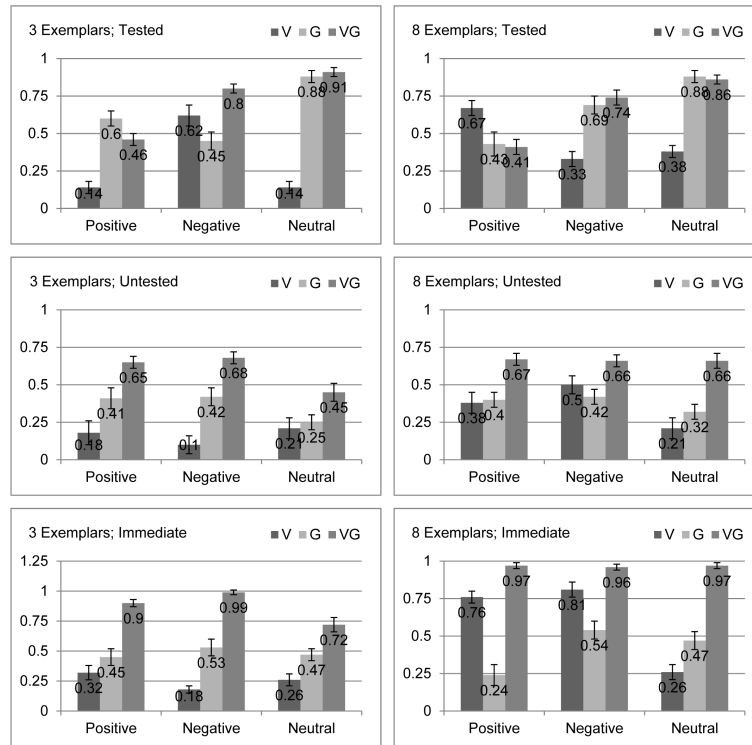 3 Exemplars; Tested V G VG
1
0.75
0.5
0.25
0
0.14 0.6 0.46 0.62 0.45 0.8 0.14 0.88 0.91
Positive Negative Neutral
8 Exemplars; Tested V G VG
1
0.75
0.5
0.25
0
0.67 0.43 0.41 0.33 0.69 0.74 0.38 0.88 0.86
Positive Negative Neutral
3 Exemplars; Untested V G VG
1
0.75
0.5
0.25
0
0.18 0.41 0.65 0.1 0.42 0.68 0.21 0.25 0.45
Positive Negative Neutral
8 Exemplars; Untested V G VG
1
0.75
0.5
0.25
0
0.38 0.4 0.67 0.5 0.42 0.66 0.21 0.32 0.66
Positive Negative Neutral
3 Exemplars; Immediate V G VG
1.25
1
0.75
0.5
0.25
0
0.32 0.45 0.9 0.18 0.53 0.99 0.26 0.47 0.72
Positive Negative Neutral
8 Exemplars; Immediate V G VG
1
0.75
0.5
0.25
0
0.76 0.24 0.97 0.81 0.54 0.96 0.26 0.47 0.97
Positive Negative Neutral